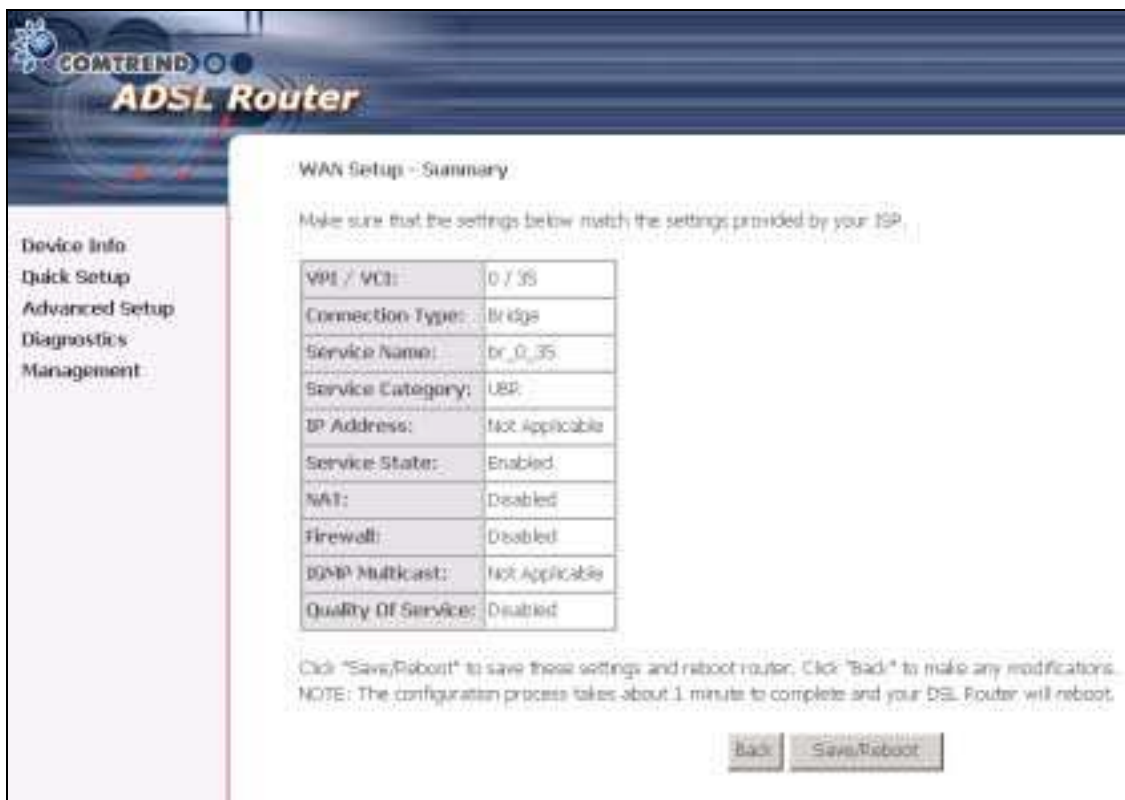 COMTREND
ADSL Router
Device Info
Quick Setup
Advanced Setup
Diagnostics
Management
WAN Setup - Summary
Make sure that the settings below match the settings provided by your ISP.
VPI / VCI: 0 / 35
Connection Type: Bridge
Service Name: br_0_35
Service Category: UBR
IP Address: Not Applicable
Service State: Enabled
NAT: Disabled
Firewall: Disabled
IGMP Multicast: Not Applicable
Quality Of Service: Disabled
Click "Save/Reboot" to save these settings and reboot router. Click "Back" to make any modifications.
NOTE: The configuration process takes about 1 minute to complete and your DSL Router will reboot.
Back Save/Reboot